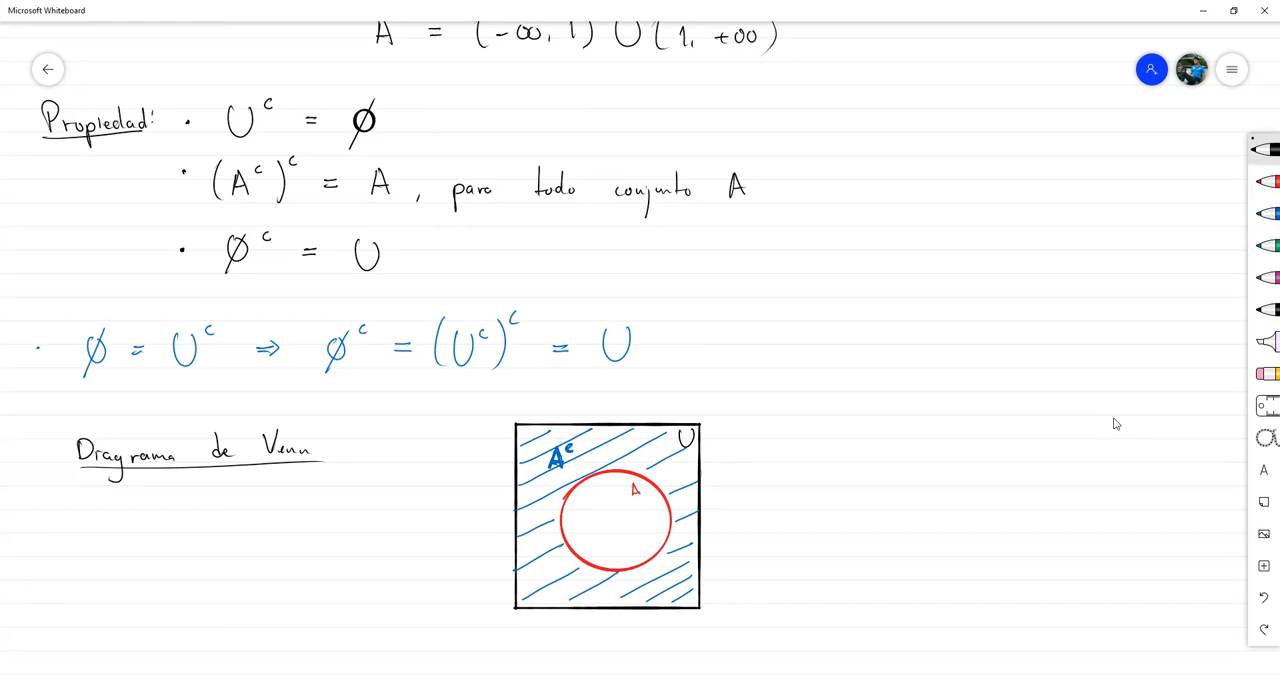 Microsoft Whiteboard
A = (-∞, 1) ∪ (1, +∞)
Propiedad: • U^c = ∅
• (A^c)^c = A , para todo conjunto A
• ∅^c = U
• ∅ = U^c ⇒ ∅^c = (U^c)^c = U
Diagrama de Venn
U
A^c
A
A